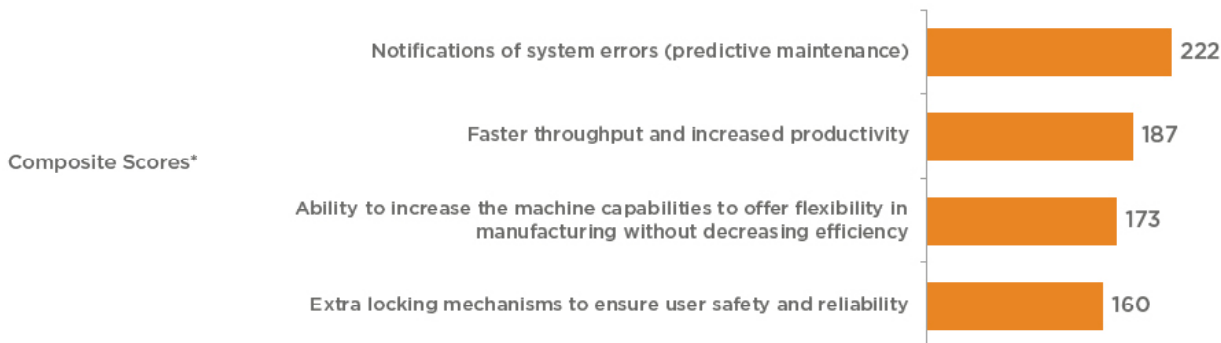 Notifications of system errors (predictive maintenance)
222
Faster throughput and increased productivity
187
Composite Scores*
Ability to increase the machine capabilities to offer flexibility in
manufacturing without decreasing efficiency
173
Extra locking mechanisms to ensure user safety and reliability
160